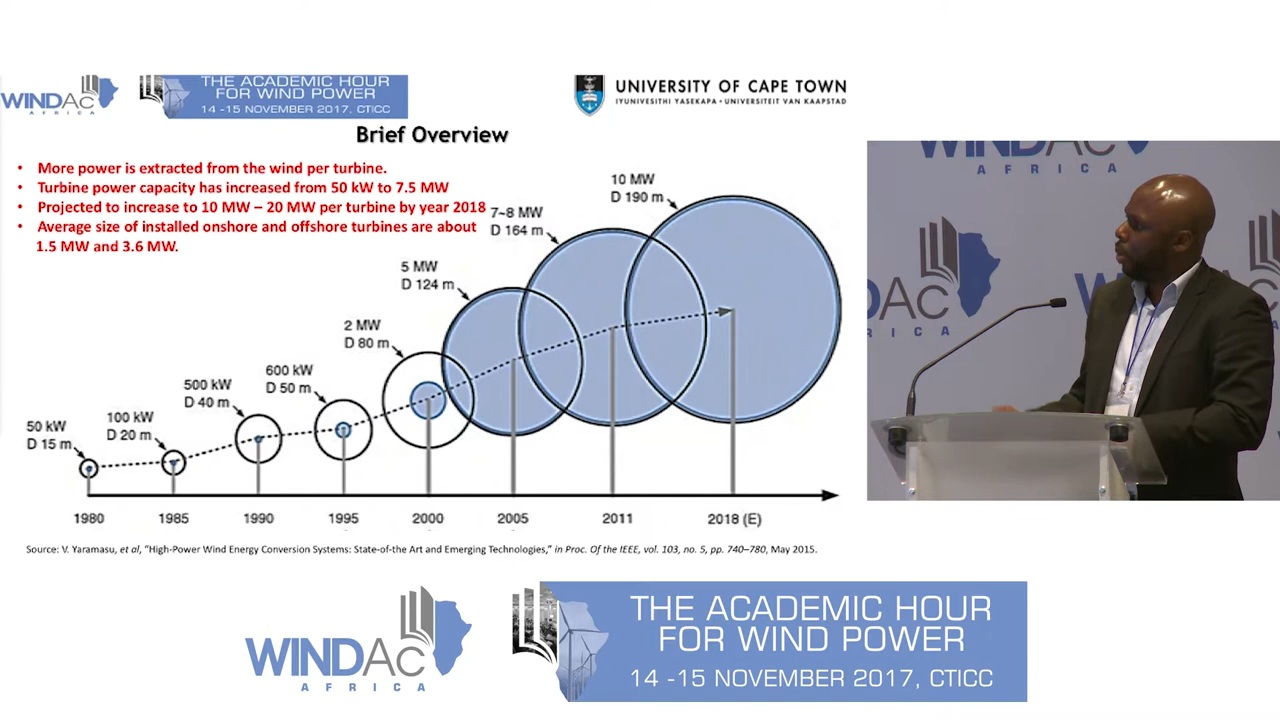 WINDAC
AFRICA
THE ACADEMIC HOUR
FOR WIND POWER
14 -15 NOVEMBER 2017, CTICC
UNIVERSITY OF CAPE TOWN
IYUNIVESITHI YASEKAPA • UNIVERSITEIT VAN KAAPSTAD
Brief Overview
• More power is extracted from the wind per turbine.
• Turbine power capacity has increased from 50 kW to 7.5 MW
• Projected to increase to 10 MW – 20 MW per turbine by year 2018
• Average size of installed onshore and offshore turbines are about
1.5 MW and 3.6 MW.
50 kW
D 15 m
100 kW
D 20 m
500 kW
D 40 m
600 kW
D 50 m
2 MW
D 80 m
5 MW
D 124 m
7~8 MW
D 164 m
10 MW
D 190 m
1980
1985
1990
1995
2000
2005
2011
2018 (E)
Source: V. Yaramasu, et al, “High-Power Wind Energy Conversion Systems: State-of-the Art and Emerging Technologies,” in Proc. Of the IEEE, vol. 103, no. 5, pp. 740–780, May 2015.
WINDAC
AFRICA
WINDAC
AFRICA
THE ACADEMIC HOUR
FOR WIND POWER
14 -15 NOVEMBER 2017, CTICC